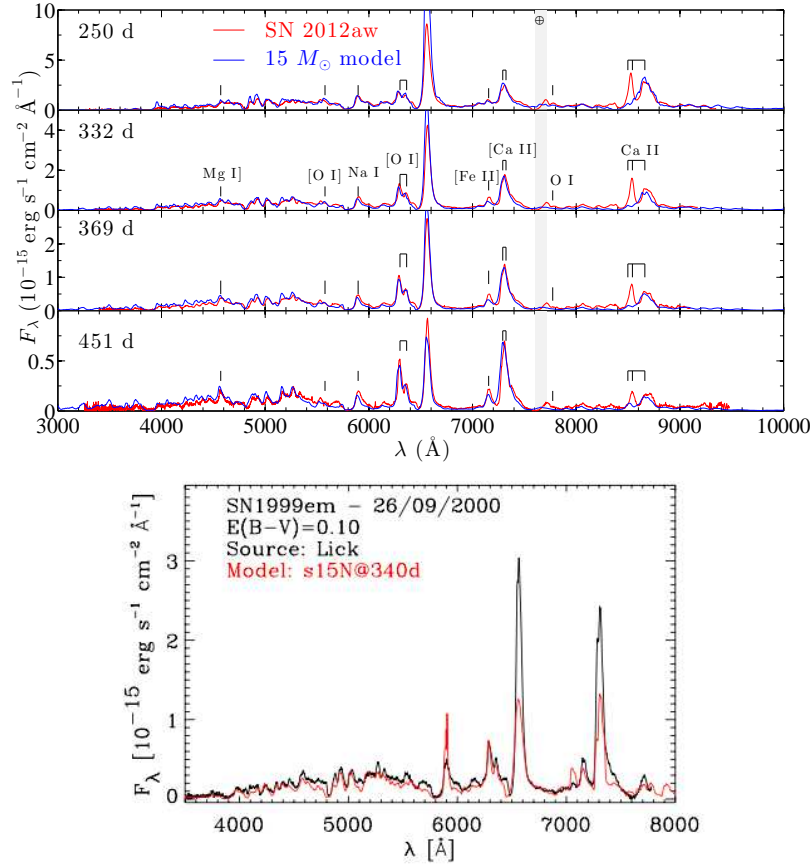 250 d
SN 2012aw
15 M⊙ model
⊕
10
5
0
332 d
Mg I]
[O I]
Na I
[O I]
[Fe II]
[Ca II]
O I
Ca II
4
2
0
369 d
2
0
451 d
0.5
0
Fλ (10−15 erg s−1 cm−2 Å−1)
3000 4000 5000 6000 7000 8000 9000 10000
λ (Å)
SN1999em − 26/09/2000
E(B−V)=0.10
Source: Lick
Model: s15N@340d
3
2
1
0
Fλ [10−15 erg s−1 cm−2 Å−1]
4000 5000 6000 7000 8000
λ [Å]